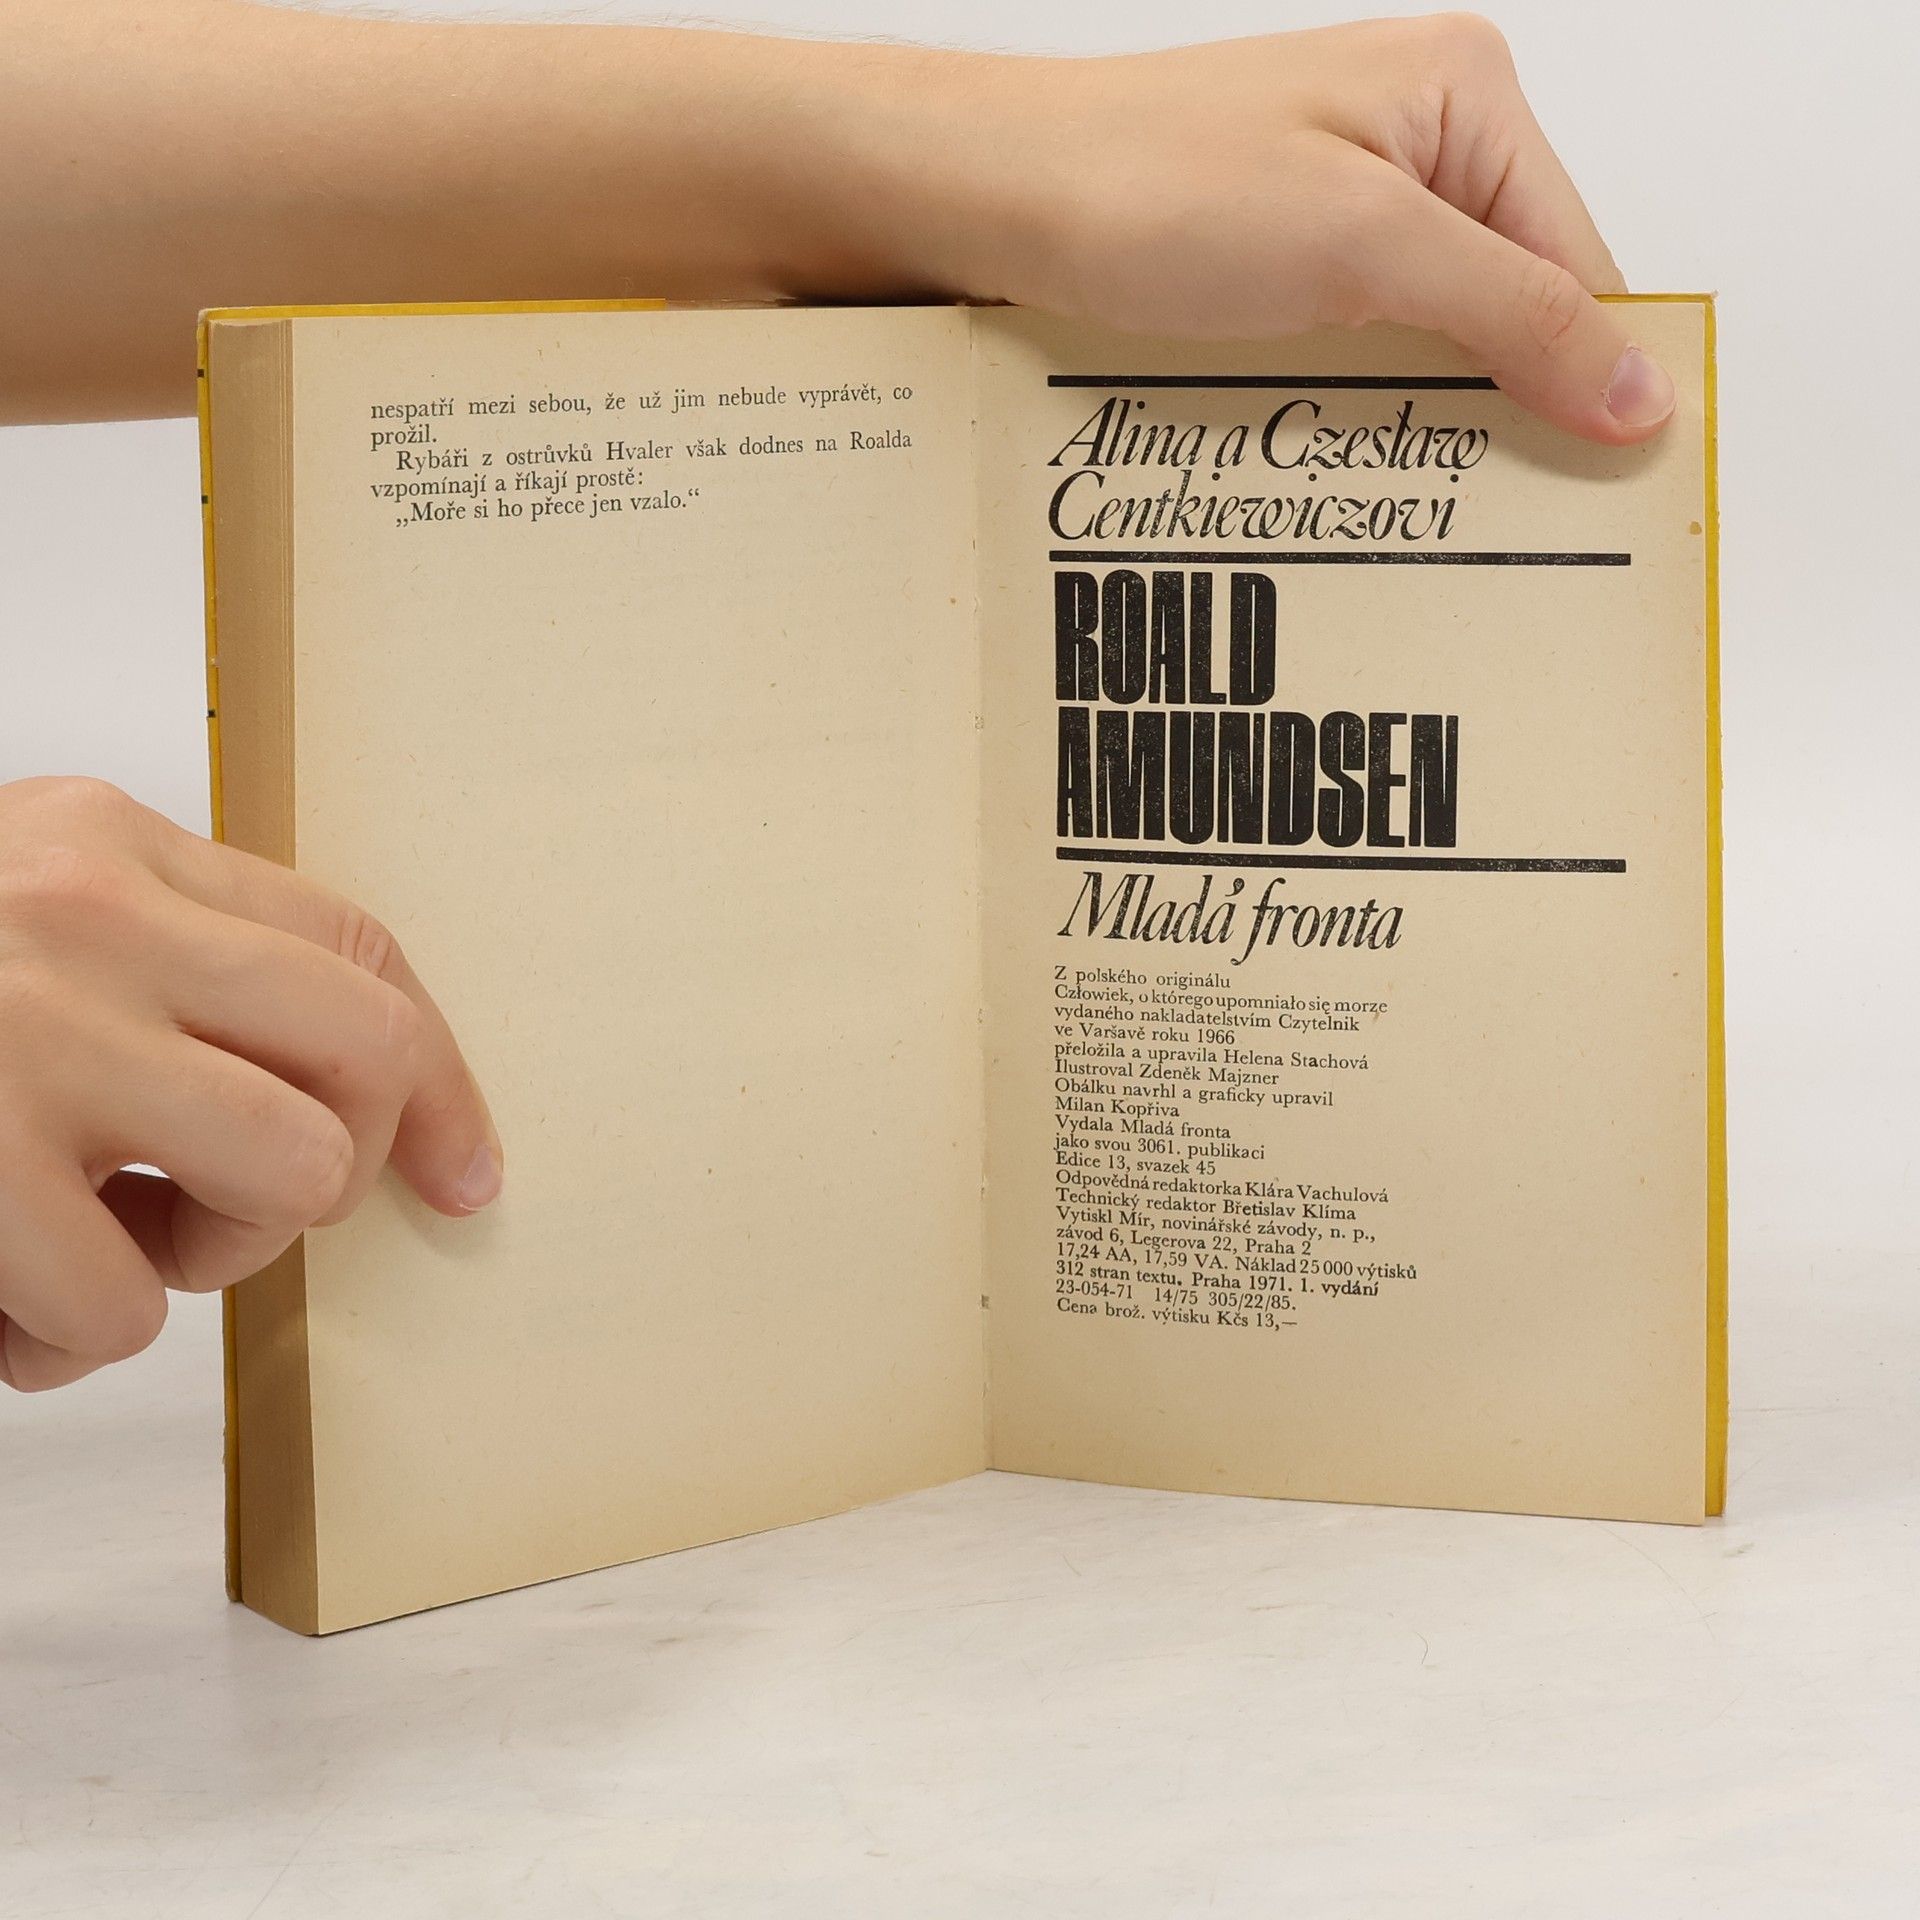 nespatří mezi sebou, že už jim nebude vyprávět, co
prožil.
Rybáři z ostrůvků Hvaler však dodnes na Roalda
vzpomínají a říkají prostě:
„Moře si ho přece jen vzalo.“
Alina a Czesław
Centkiewiczovi
ROALD
AMUNDSEN
Mladá fronta
Z polského originálu
Człowiek, o którego upomniało się morze
vydaného nakladatelstvím Czytelnik
ve Varšavě roku 1966
přeložila a upravila Helena Stachová
Ilustroval Zdeněk Majzner
Obálku navrhl a graficky upravil
Milan Kopřiva
Vydala Mladá fronta
jako svou 3061. publikaci
Edice 13, svazek 45
Odpovědná redaktorka Klára Vachulová
Technický redaktor Břetislav Klíma
Vytiskl Mír, novinářské závody, n. p.,
závod 6, Legerova 22, Praha 2
17,24 AA, 17,59 VA. Náklad 25 000 výtisků
312 stran textu. Praha 1971. 1. vydání
23-054-71 14/75 305/22/85.
Cena brož. výtisku Kčs 13,—